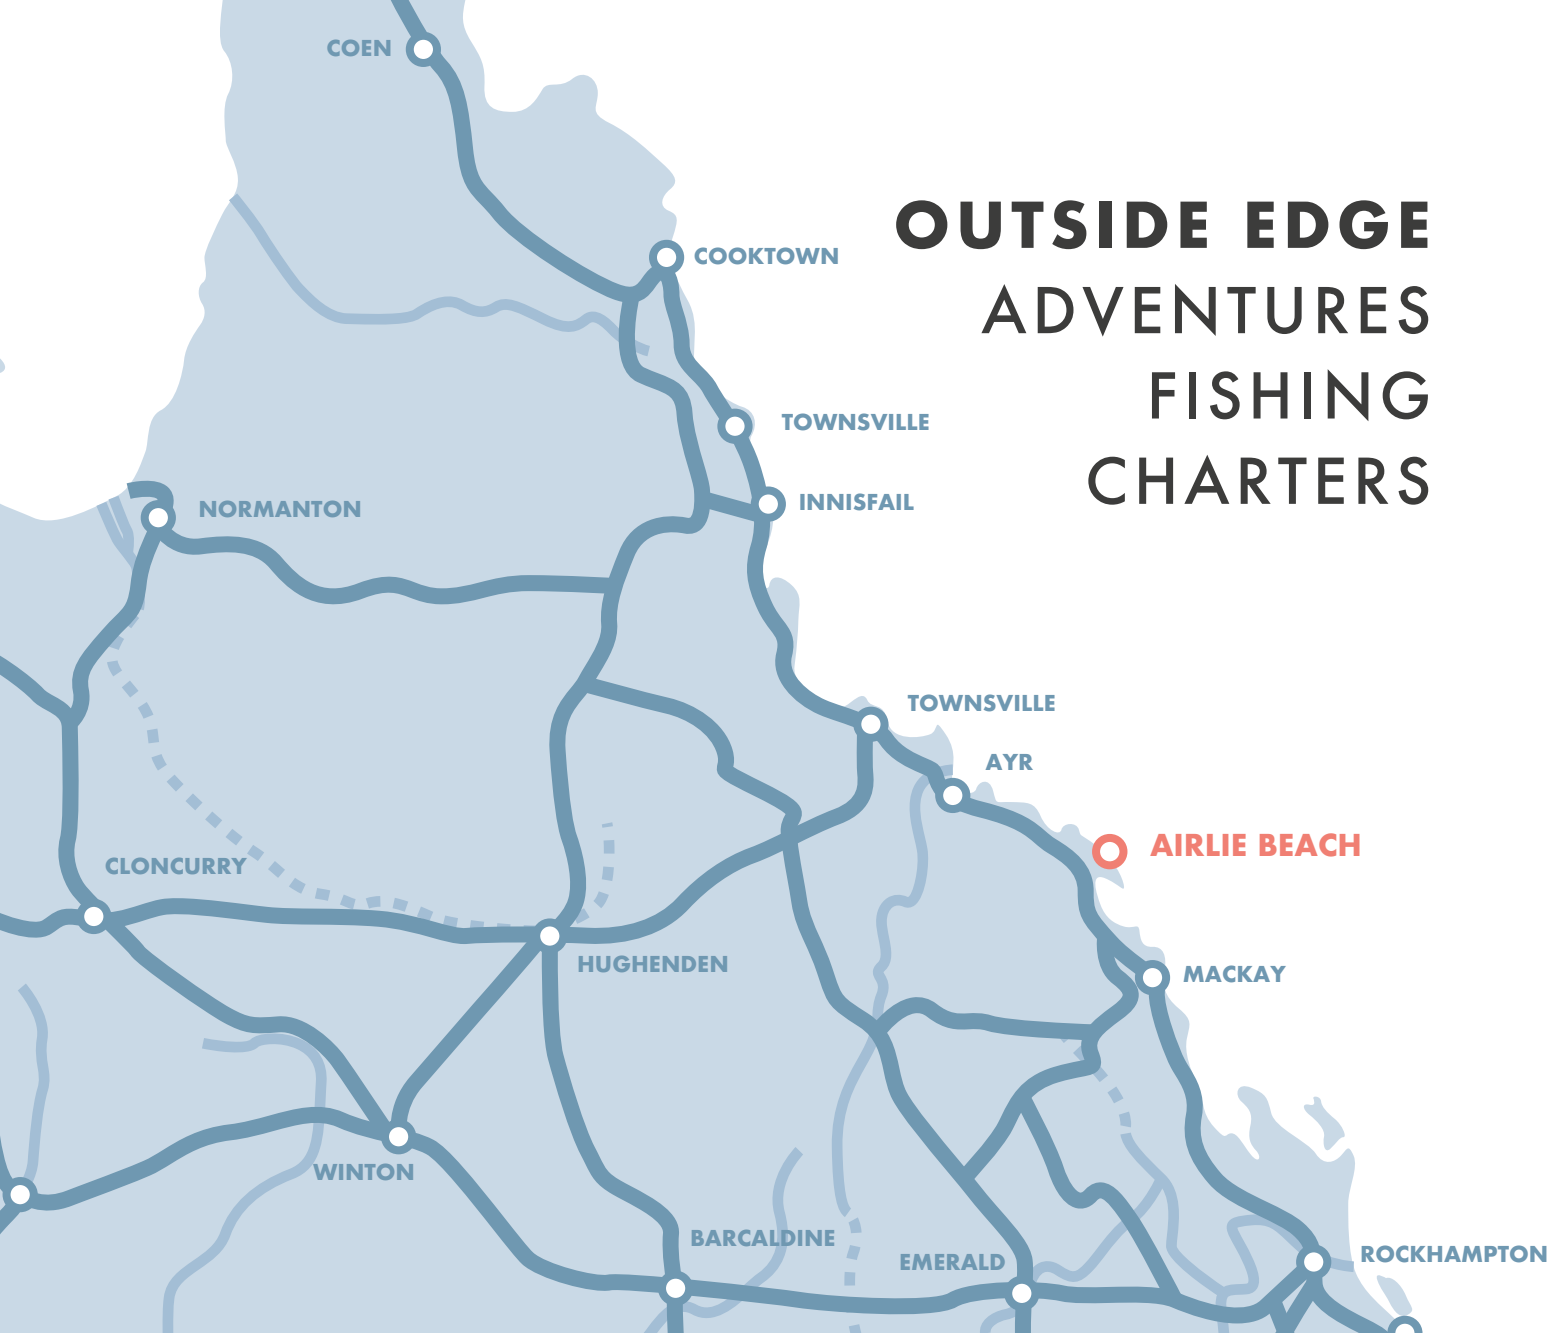 COEN
OUTSIDE EDGE
ADVENTURES
FISHING
CHARTERS
COOKTOWN
TOWNSVILLE
INNISFAIL
NORMANTON
TOWNSVILLE
AYR
AIRLIE BEACH
CLONCURRY
HUGHENDEN
MACKAY
WINTON
BARCALDINE
EMERALD
ROCKHAMPTON